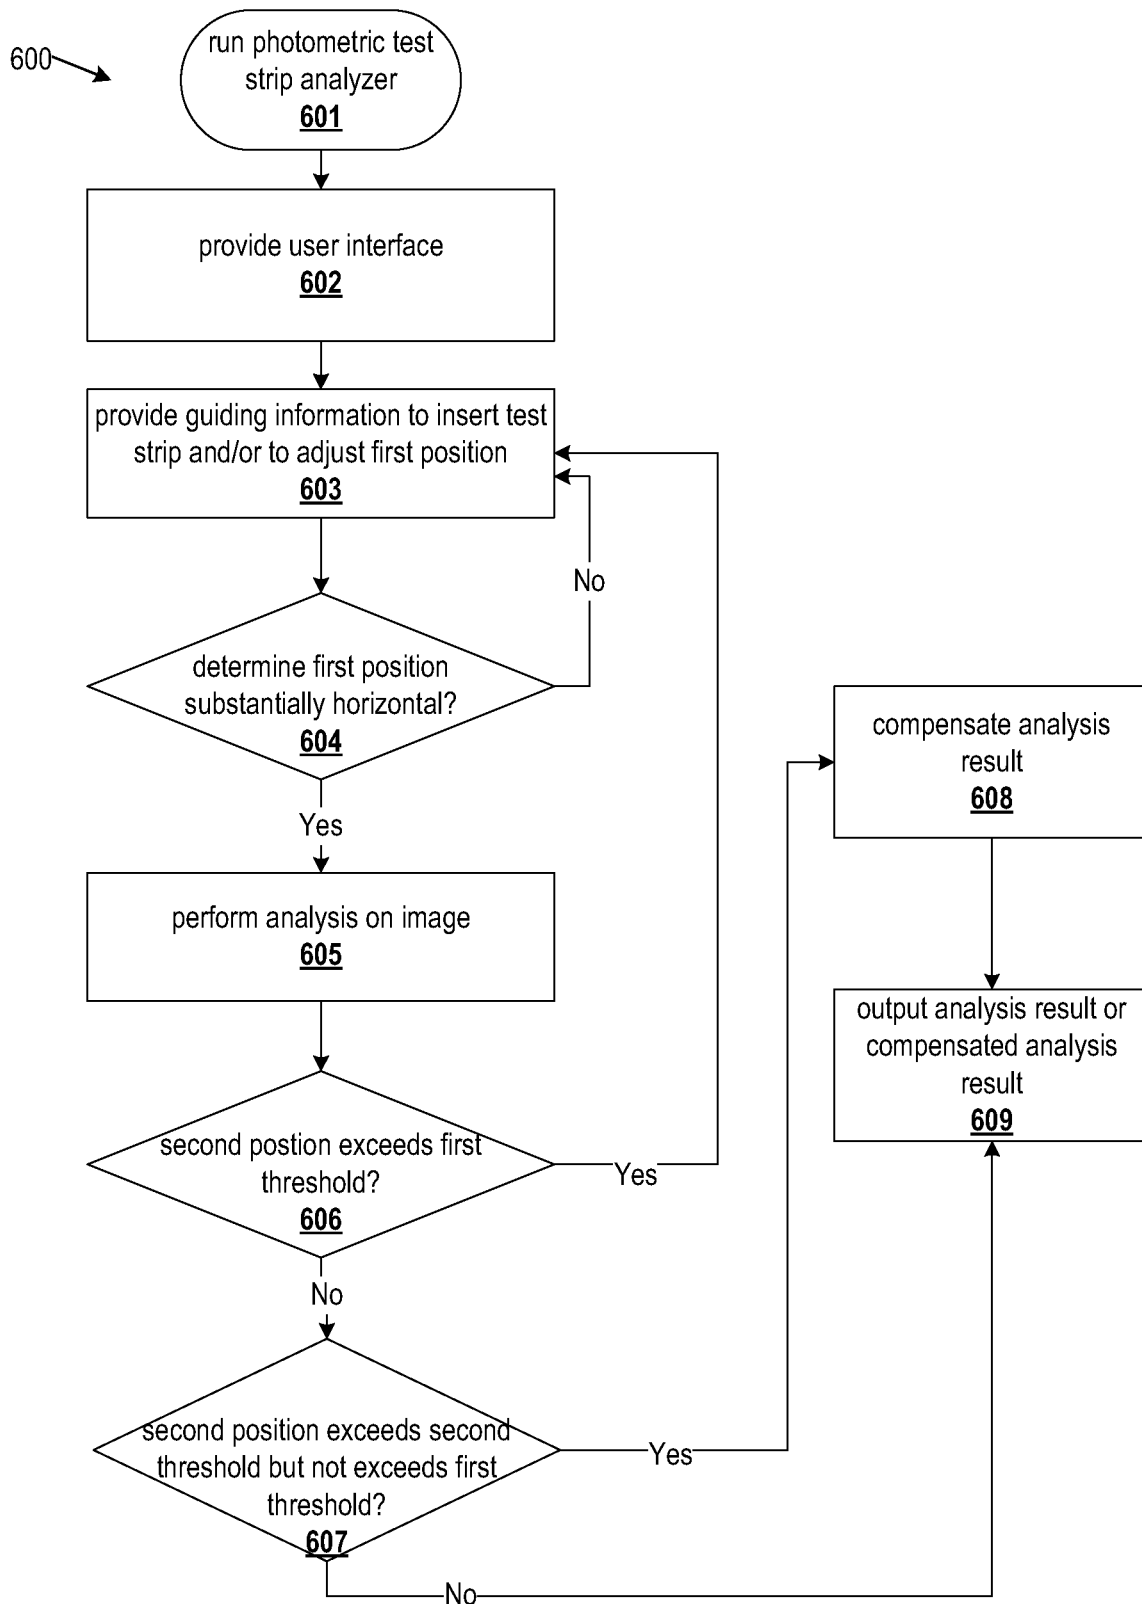 600
run photometric test
strip analyzer
601
provide user interface
602
provide guiding information to insert test
strip and/or to adjust first position
603
No
determine first position
substantially horizontal?
604
Yes
perform analysis on image
605
second postion exceeds first
threshold?
606
Yes
No
second position exceeds second
threshold but not exceeds first
threshold?
607
Yes
No
compensate analysis
result
608
output analysis result or
compensated analysis
result
609